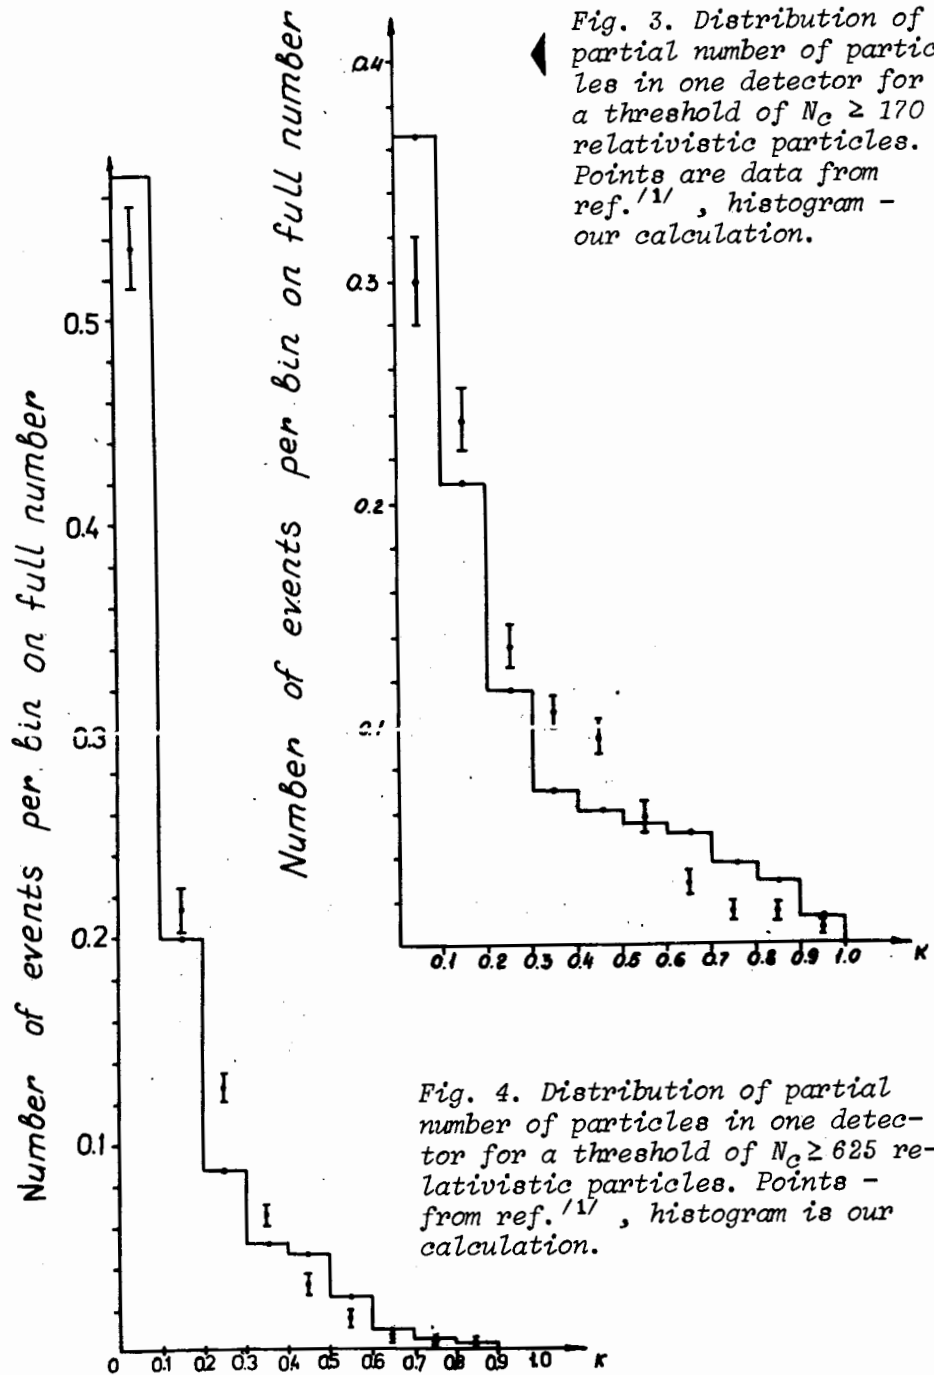 Fig. 3. Distribution of
partial number of partic
les in one detector for
a threshold of Nc ≥ 170
relativistic particles.
Points are data from
ref./1/ , histogram -
our calculation.
Number of events per bin on full number
0.4
0.3
0.2
0.1
0.1 0.2 0.3 0.4 0.5 0.6 0.7 0.8 0.9 1.0 K
Number of events per bin on full number
0.5
0.4
0.3
0.2
0.1
0 0.1 0.2 0.3 0.4 0.5 0.6 0.7 0.8 0.9 1.0 K
Fig. 4. Distribution of partial
number of particles in one detec-
tor for a threshold of Nc ≥ 625 re-
lativistic particles. Points -
from ref./1/ , histogram is our
calculation.